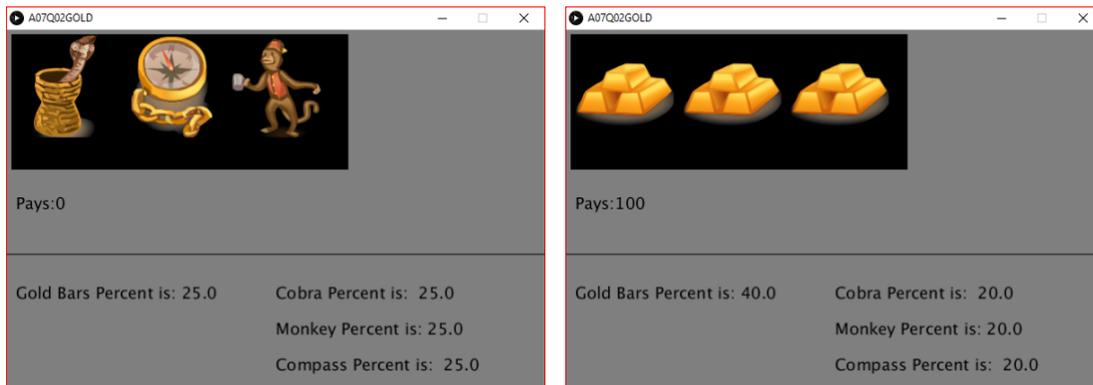 A07Q02GOLD
Pays:0
Gold Bars Percent is: 25.0
Cobra Percent is:  25.0
Monkey Percent is: 25.0
Compass Percent is:  25.0
A07Q02GOLD
Pays:100
Gold Bars Percent is: 40.0
Cobra Percent is:  20.0
Monkey Percent is: 20.0
Compass Percent is:  20.0